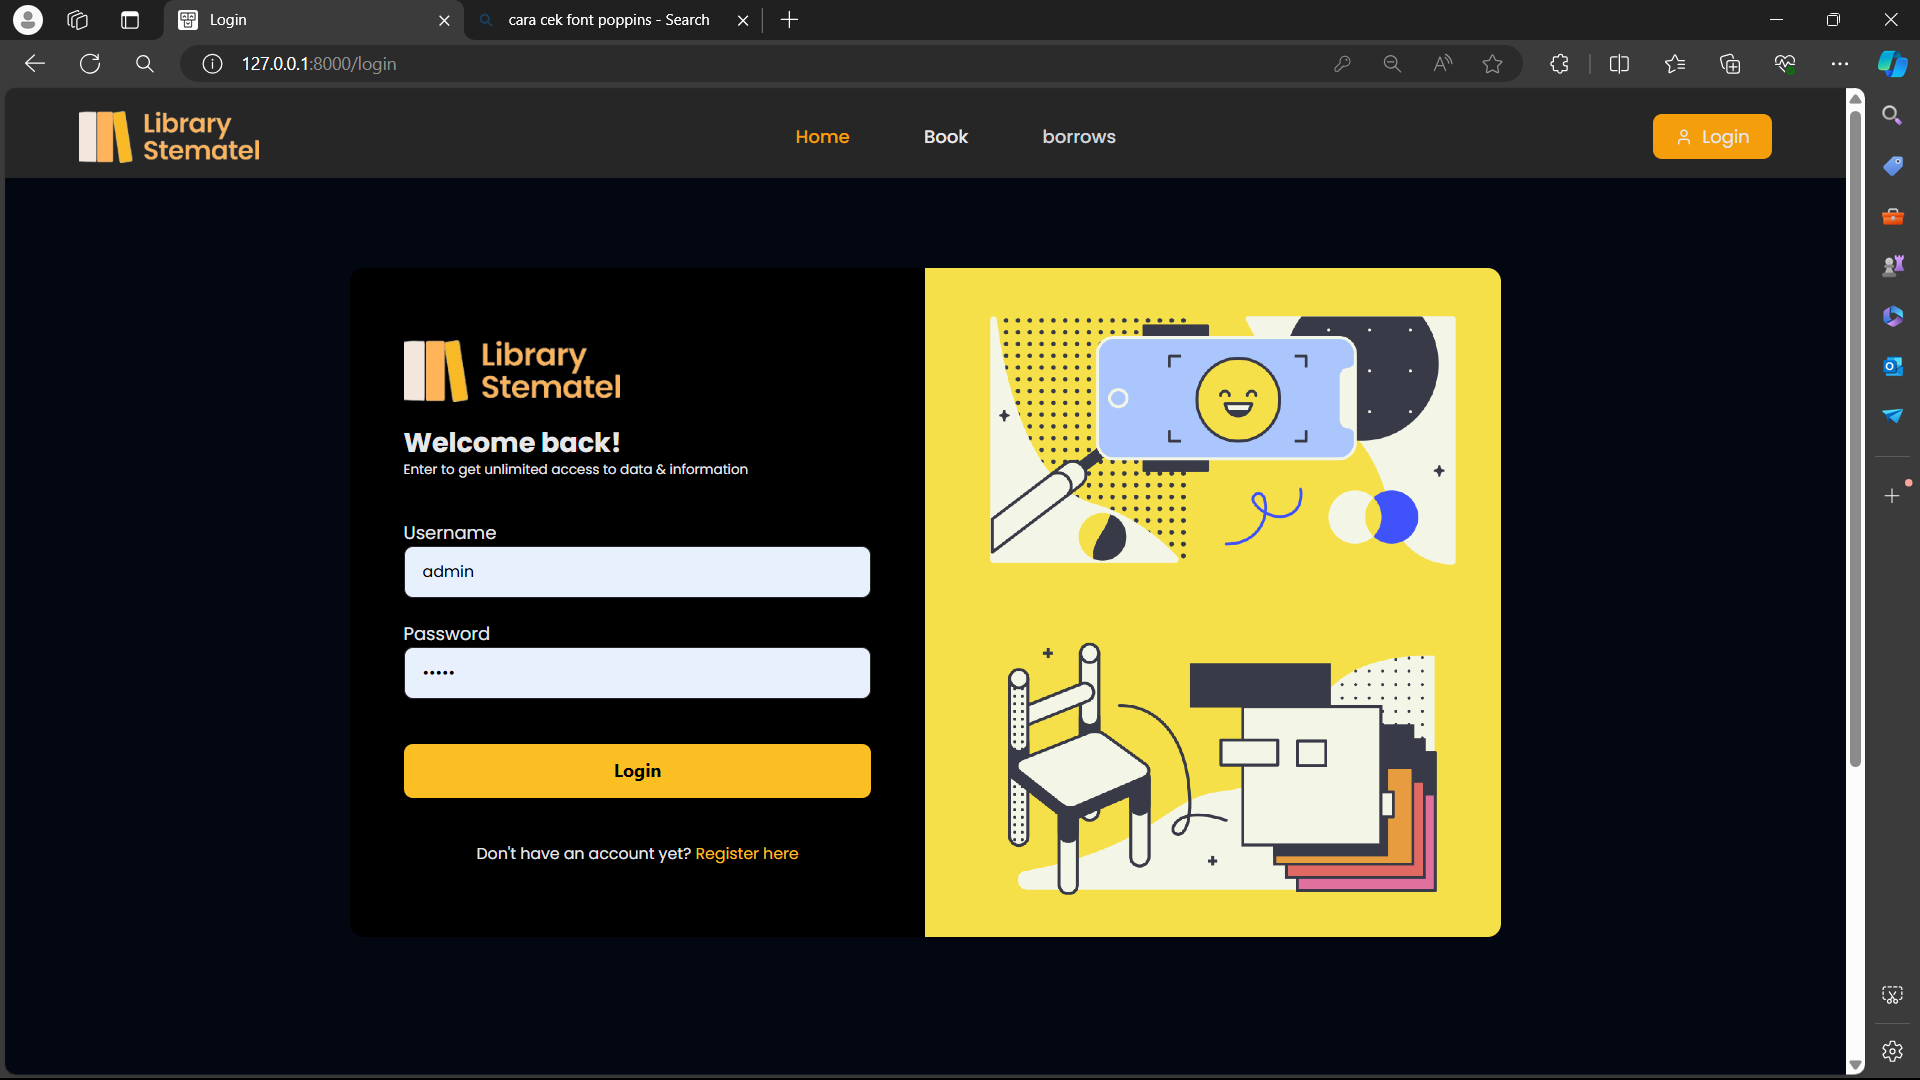 Login
cara cek font poppins - Search
127.0.0.1:8000/login
Library
Stematel
Home
Book
borrows
Login
Library
Stematel
Welcome back!
Enter to get unlimited access to data & information
Username
admin
Password
•••••
Login
Don't have an account yet? Register here